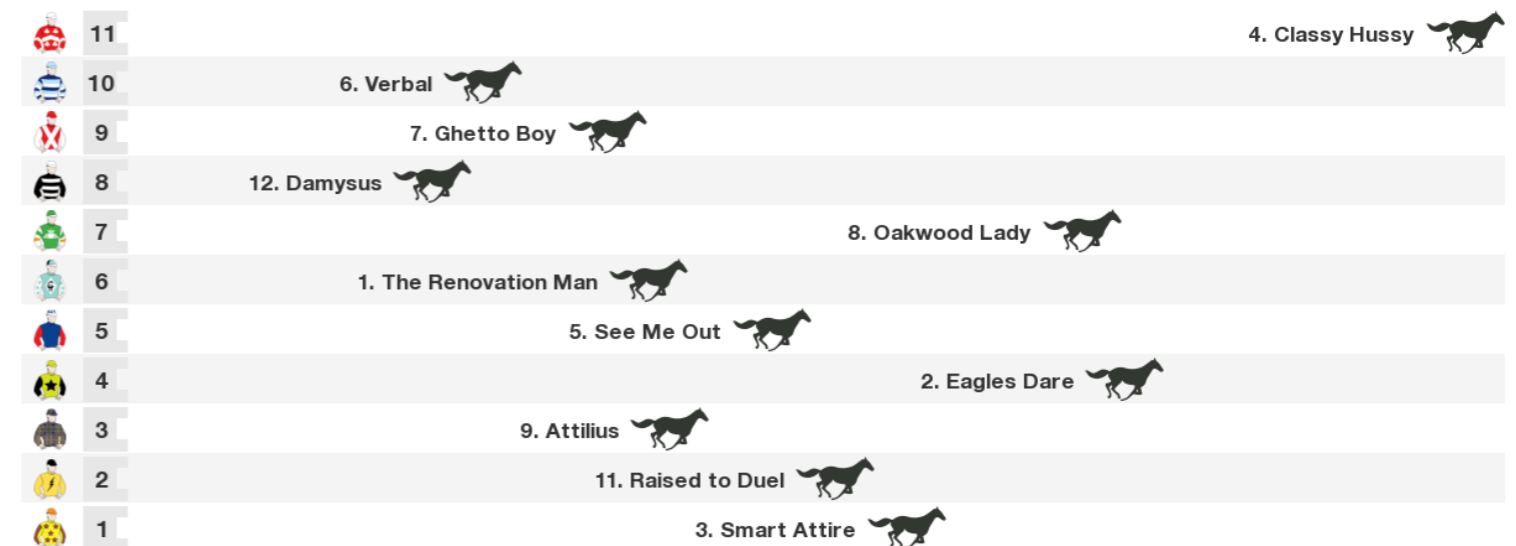 11 4. Classy Hussy
10 6. Verbal
9 7. Ghetto Boy
8 12. Damysus
7 8. Oakwood Lady
6 1. The Renovation Man
5 5. See Me Out
4 2. Eagles Dare
3 9. Attilius
2 11. Raised to Duel
1 3. Smart Attire